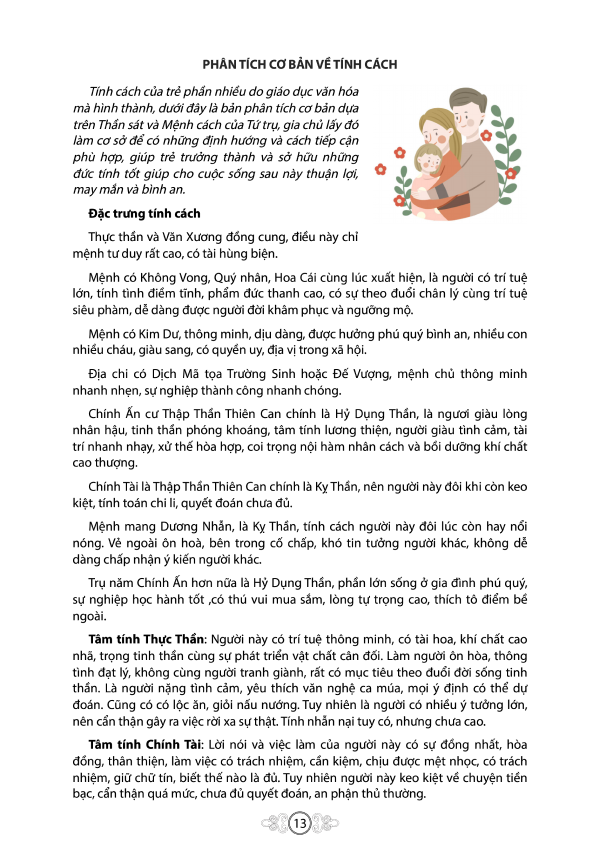 PHÂN TÍCH CƠ BẢN VỀ TÍNH CÁCH
Tính cách của trẻ phần nhiều do giáo dục văn hóa
mà hình thành, dưới đây là bản phân tích cơ bản dựa
trên Thần sát và Mệnh cách của Tứ trụ, gia chủ lấy đó
làm cơ sở để có những định hướng và cách tiếp cận
phù hợp, giúp trẻ trưởng thành và sở hữu những
đức tính tốt giúp cho cuộc sống sau này thuận lợi,
may mắn và bình an.
Đặc trưng tính cách
Thực thần và Văn Xương đồng cung, điều này chỉ
mệnh tư duy rất cao, có tài hùng biện.
Mệnh có Không Vong, Quý nhân, Hoa Cái cùng lúc xuất hiện, là người có trí tuệ
lớn, tính tình điềm tĩnh, phẩm đức thanh cao, có sự theo đuổi chân lý cùng trí tuệ
siêu phàm, dễ dàng được người đời khâm phục và ngưỡng mộ.
Mệnh có Kim Dư, thông minh, dịu dàng, được hưởng phú quý bình an, nhiều con
nhiều cháu, giàu sang, có quyền uy, địa vị trong xã hội.
Địa chi có Dịch Mã tọa Trường Sinh hoặc Đế Vượng, mệnh chủ thông minh
nhanh nhẹn, sự nghiệp thành công nhanh chóng.
Chính Ấn cư Thập Thần Thiên Can chính là Hỷ Dụng Thần, là ngươi giàu lòng
nhân hậu, tinh thần phóng khoáng, tâm tính lương thiện, người giàu tình cảm, tài
trí nhanh nhạy, xử thế hòa hợp, coi trọng nội hàm nhân cách và bồi dưỡng khí chất
cao thượng.
Chính Tài là Thập Thần Thiên Can chính là Kỵ Thần, nên người này đôi khi còn keo
kiệt, tính toán chi li, quyết đoán chưa đủ.
Mệnh mang Dương Nhẫn, là Kỵ Thần, tính cách người này đôi lúc còn hay nổi
nóng. Vẻ ngoài ôn hoà, bên trong cố chấp, khó tin tưởng người khác, không dễ
dàng chấp nhận ý kiến người khác.
Trụ năm Chính Ấn hơn nữa là Hỷ Dụng Thần, phần lớn sống ở gia đình phú quý,
sự nghiệp học hành tốt ,có thú vui mua sắm, lòng tự trọng cao, thích tô điểm bề
ngoài.
Tâm tính Thực Thần: Người này có trí tuệ thông minh, có tài hoa, khí chất cao
nhã, trọng tinh thần cùng sự phát triển vật chất cân đối. Làm người ôn hòa, thông
tình đạt lý, không cùng người tranh giành, rất có mục tiêu theo đuổi đời sống tinh
thần. Là người nặng tình cảm, yêu thích văn nghệ ca múa, mọi ý định có thể dự
đoán. Cũng có có lộc ăn, giỏi nấu nướng. Tuy nhiên là người có nhiều ý tưởng lớn,
nên cẩn thận gây ra việc rời xa sự thật. Tính nhẫn nại tuy có, nhưng chưa cao.
Tâm tính Chính Tài: Lời nói và việc làm của người này có sự đồng nhất, hòa
đồng, thân thiện, làm việc có trách nhiệm, cần kiệm, chịu được mệt nhọc, có trách
nhiệm, giữ chữ tín, biết thế nào là đủ. Tuy nhiên người này keo kiệt về chuyện tiền
bạc, cẩn thận quá mức, chưa đủ quyết đoán, an phận thủ thường.
13